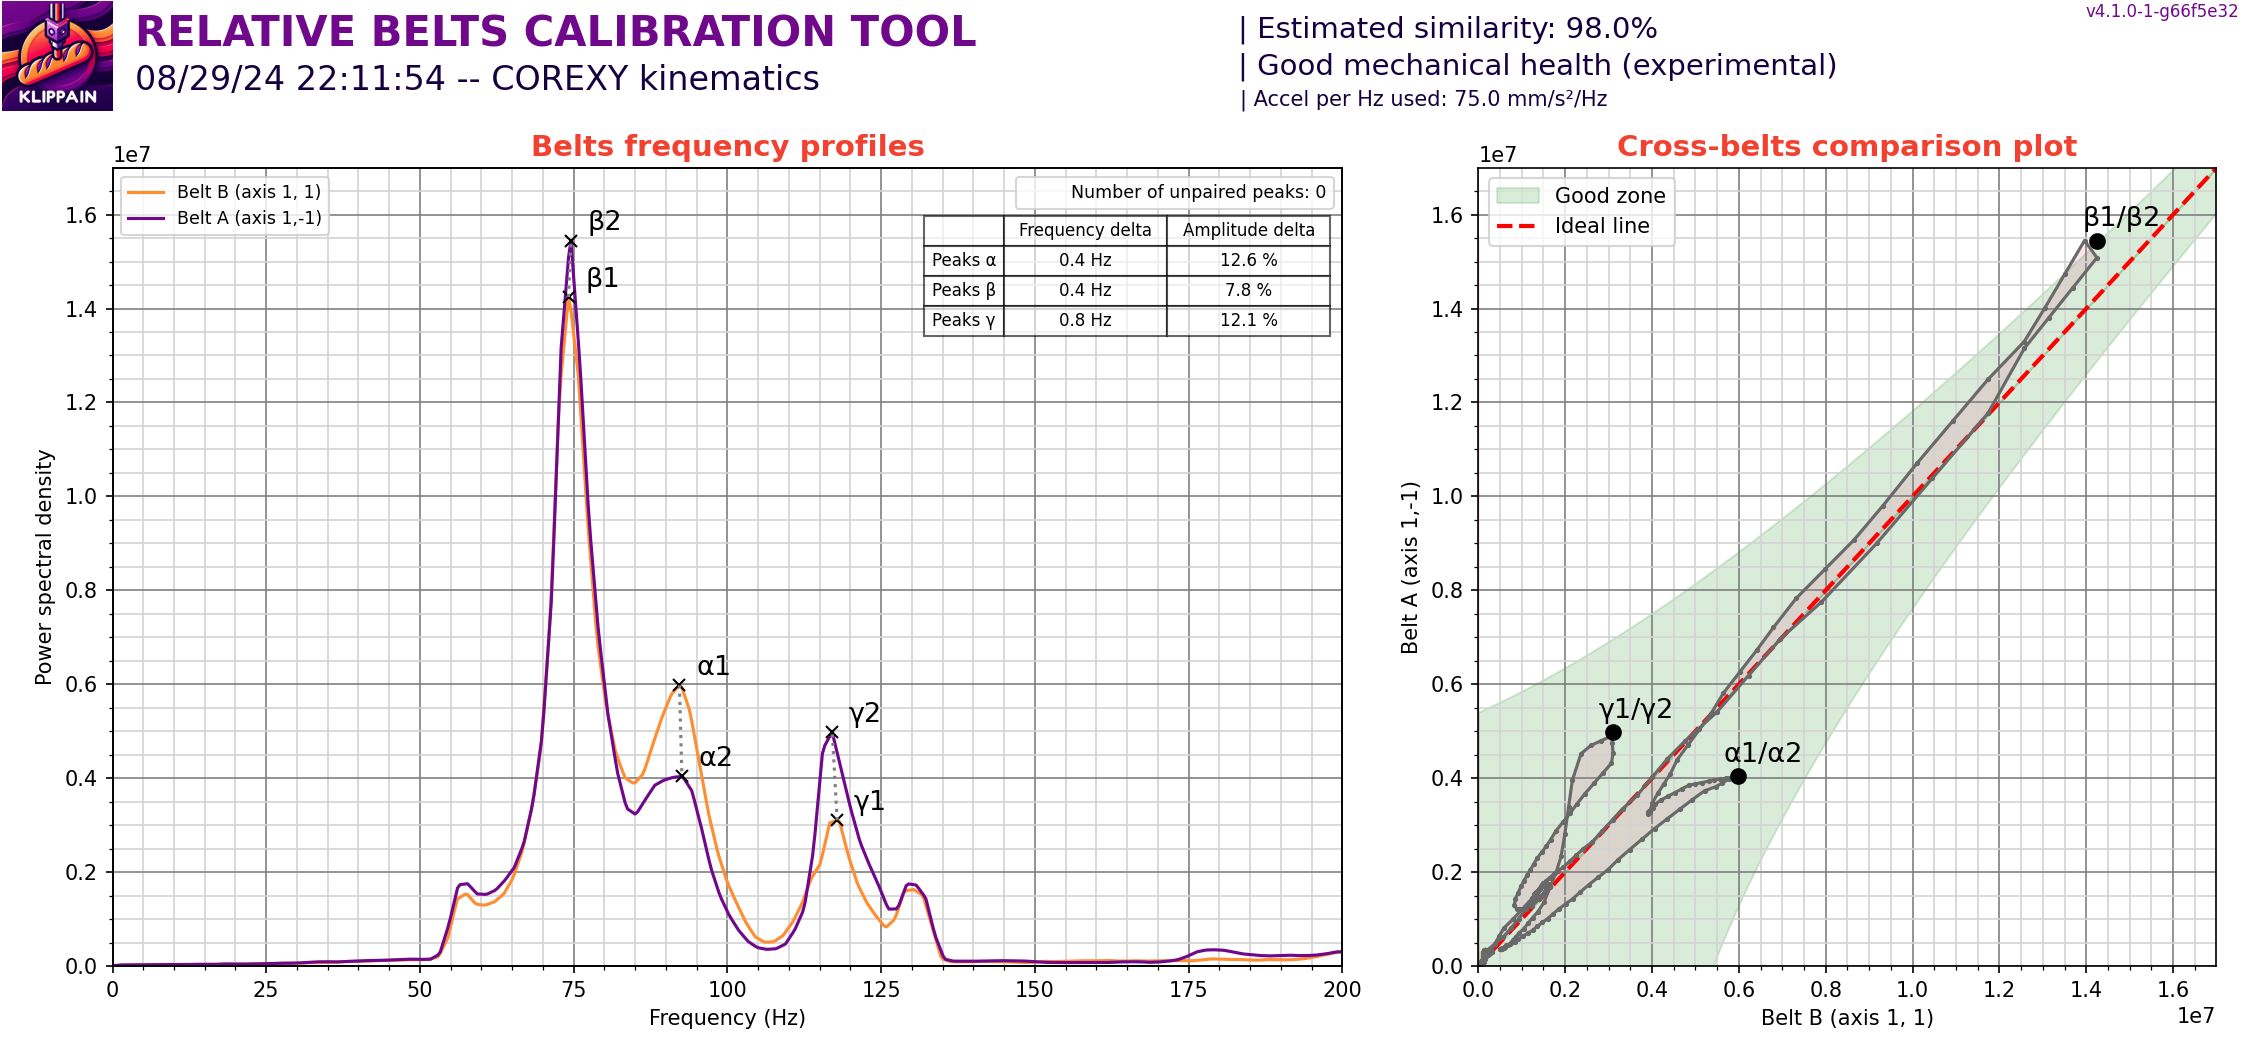 KLIPPAIN
RELATIVE BELTS CALIBRATION TOOL
08/29/24 22:11:54 -- COREXY kinematics
| Estimated similarity: 98.0%
| Good mechanical health (experimental)
| Accel per Hz used: 75.0 mm/s²/Hz
v4.1.0-1-g66f5e32
Belts frequency profiles
1e7
Belt B (axis 1, 1)
Belt A (axis 1,-1)
Number of unpaired peaks: 0
Frequency delta Amplitude delta
Peaks α 0.4 Hz 12.6 %
Peaks β 0.4 Hz 7.8 %
Peaks γ 0.8 Hz 12.1 %
β2
β1
α1
α2
γ2
γ1
1.6
1.4
1.2
1.0
0.8
0.6
0.4
0.2
0.0
Power spectral density
0 25 50 75 100 125 150 175 200
Frequency (Hz)
Cross-belts comparison plot
1e7
Good zone
Ideal line
β1/β2
γ1/γ2
α1/α2
1.6
1.4
1.2
1.0
0.8
0.6
0.4
0.2
0.0
Belt A (axis 1,-1)
0.0 0.2 0.4 0.6 0.8 1.0 1.2 1.4 1.6
Belt B (axis 1, 1)
1e7